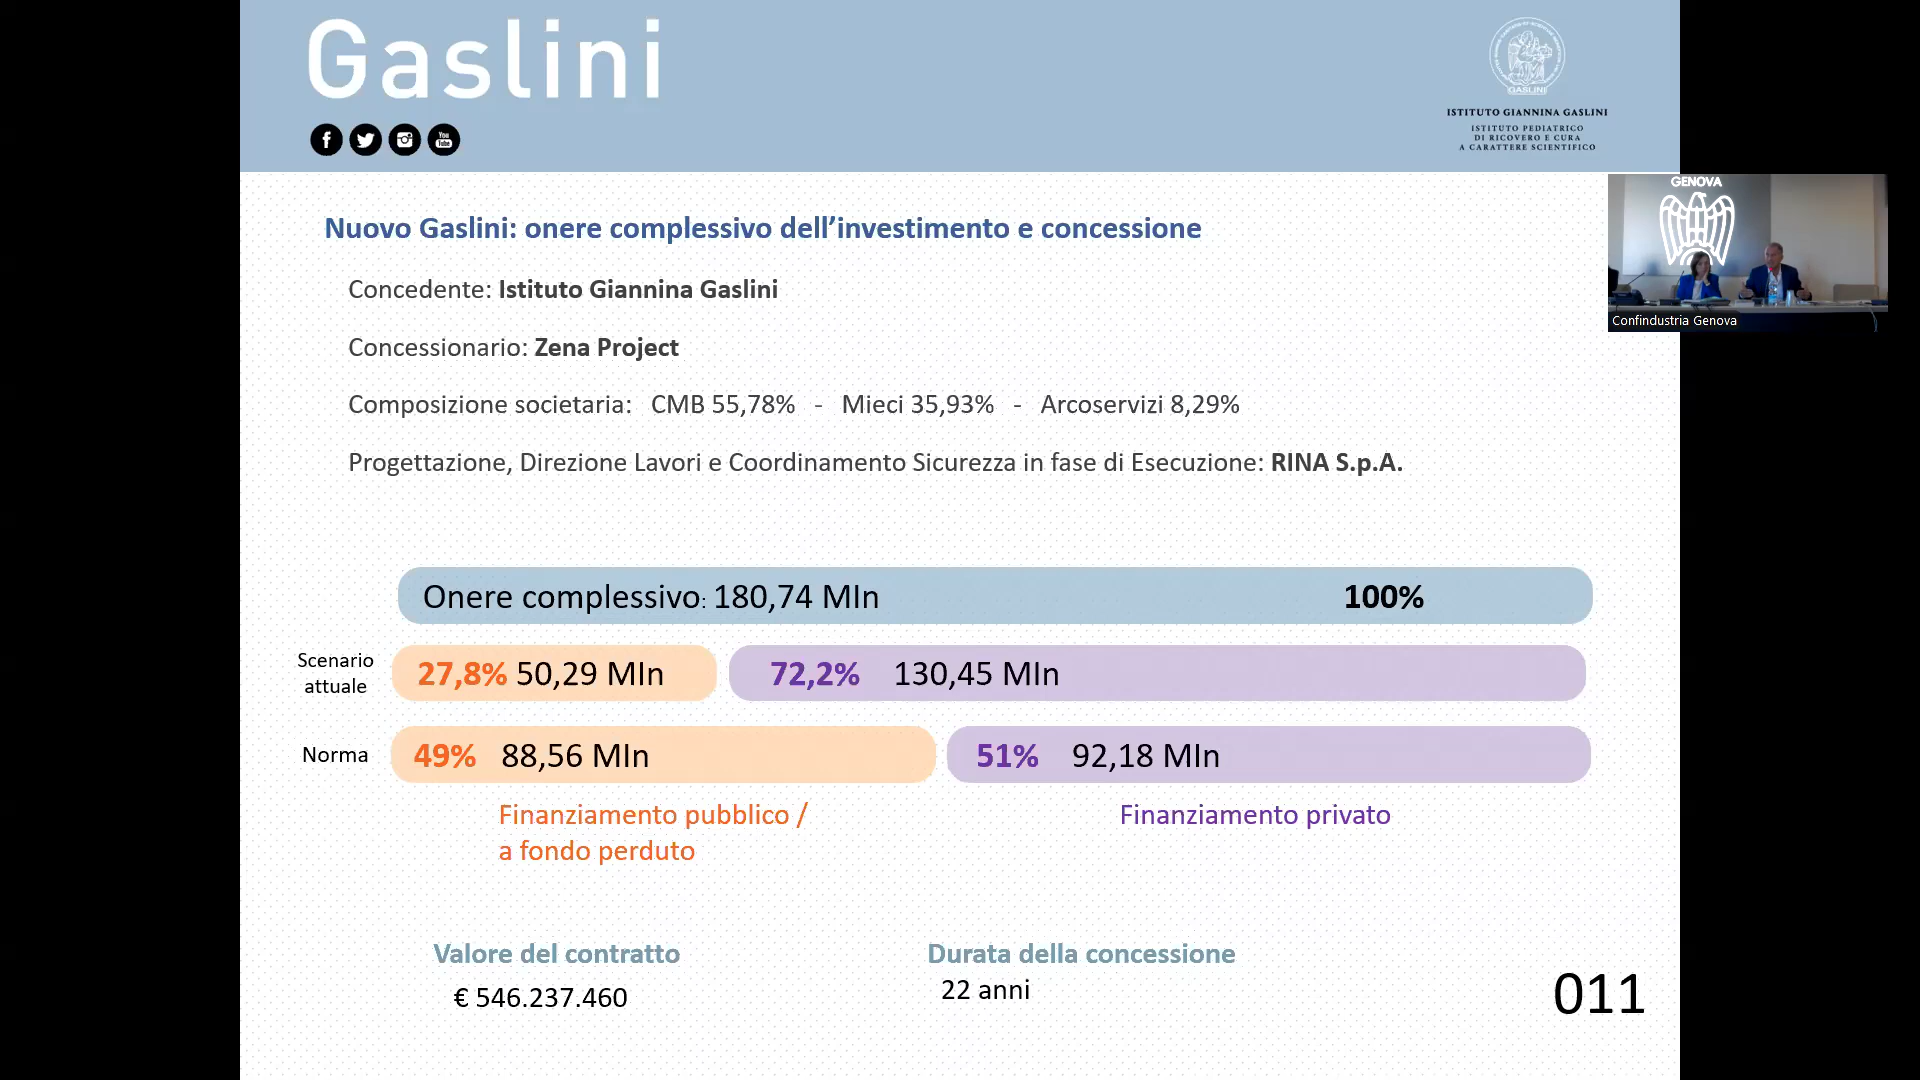 Gaslini
f
You
Tube
GASLINI
ISTITUTO GIANNINA GASLINI
ISTITUTO PEDIATRICO
DI RICOVERO E CURA
A CARATTERE SCIENTIFICO
GENOVA
Confindustria Genova
Nuovo Gaslini: onere complessivo dell’investimento e concessione
Concedente: Istituto Giannina Gaslini
Concessionario: Zena Project
Composizione societaria: CMB 55,78% - Mieci 35,93% - Arcoservizi 8,29%
Progettazione, Direzione Lavori e Coordinamento Sicurezza in fase di Esecuzione: RINA S.p.A.
Onere complessivo: 180,74 Mln 100%
Scenario
attuale
27,8% 50,29 Mln 72,2% 130,45 Mln
Norma 49% 88,56 Mln 51% 92,18 Mln
Finanziamento pubblico /
a fondo perduto
Finanziamento privato
Valore del contratto
€ 546.237.460
Durata della concessione
22 anni
011